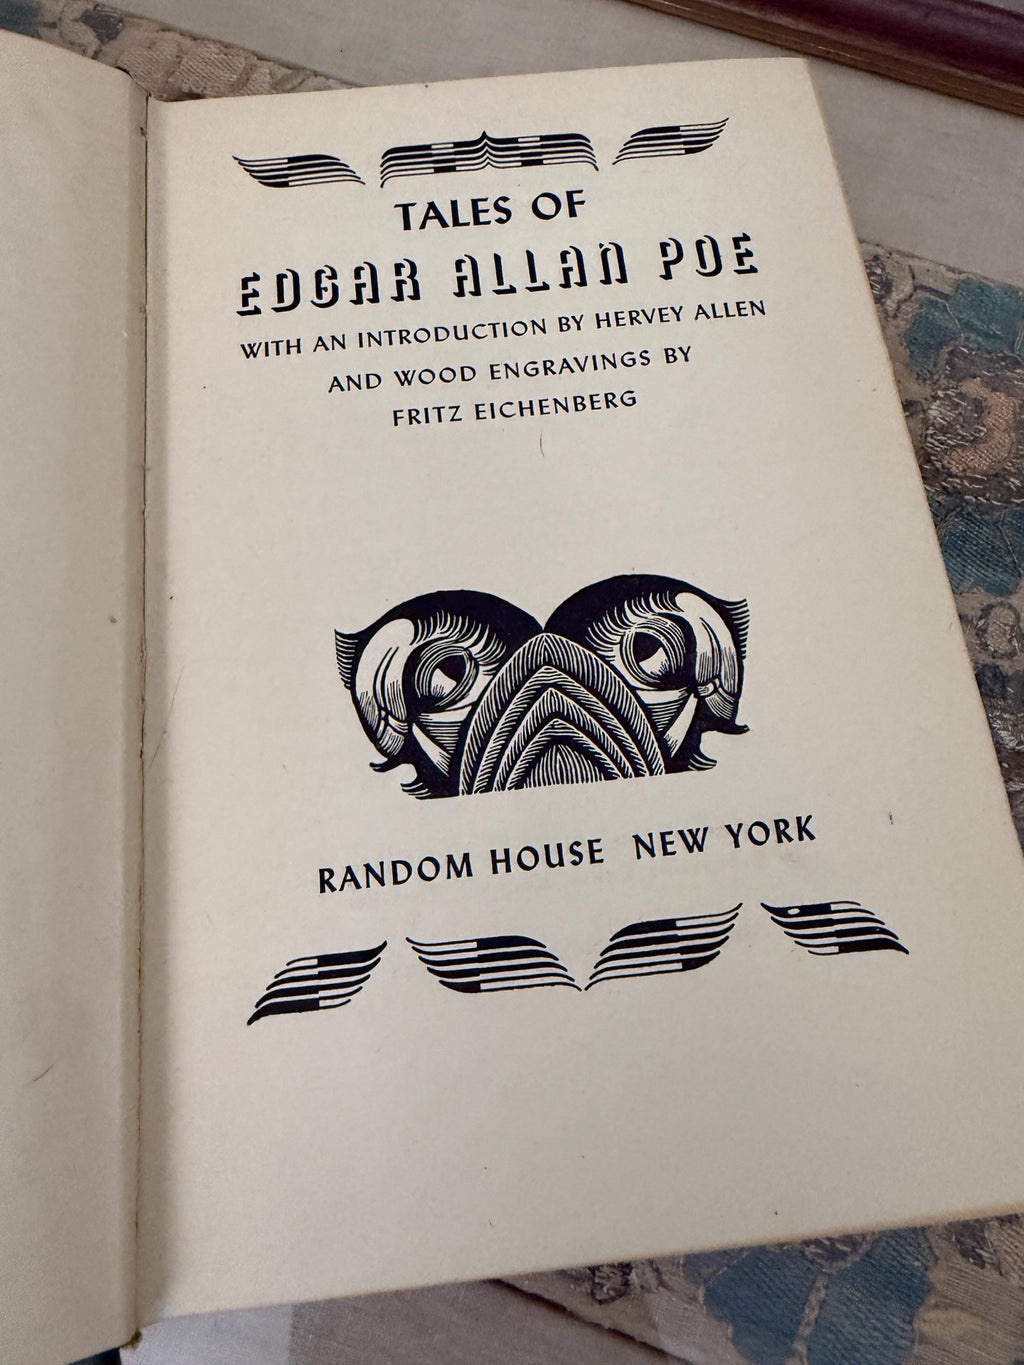 TALES OF
EDGAR ALLAN POE
WITH AN INTRODUCTION BY HERVEY ALLEN
AND WOOD ENGRAVINGS BY
FRITZ EICHENBERG
RANDOM HOUSE NEW YORK